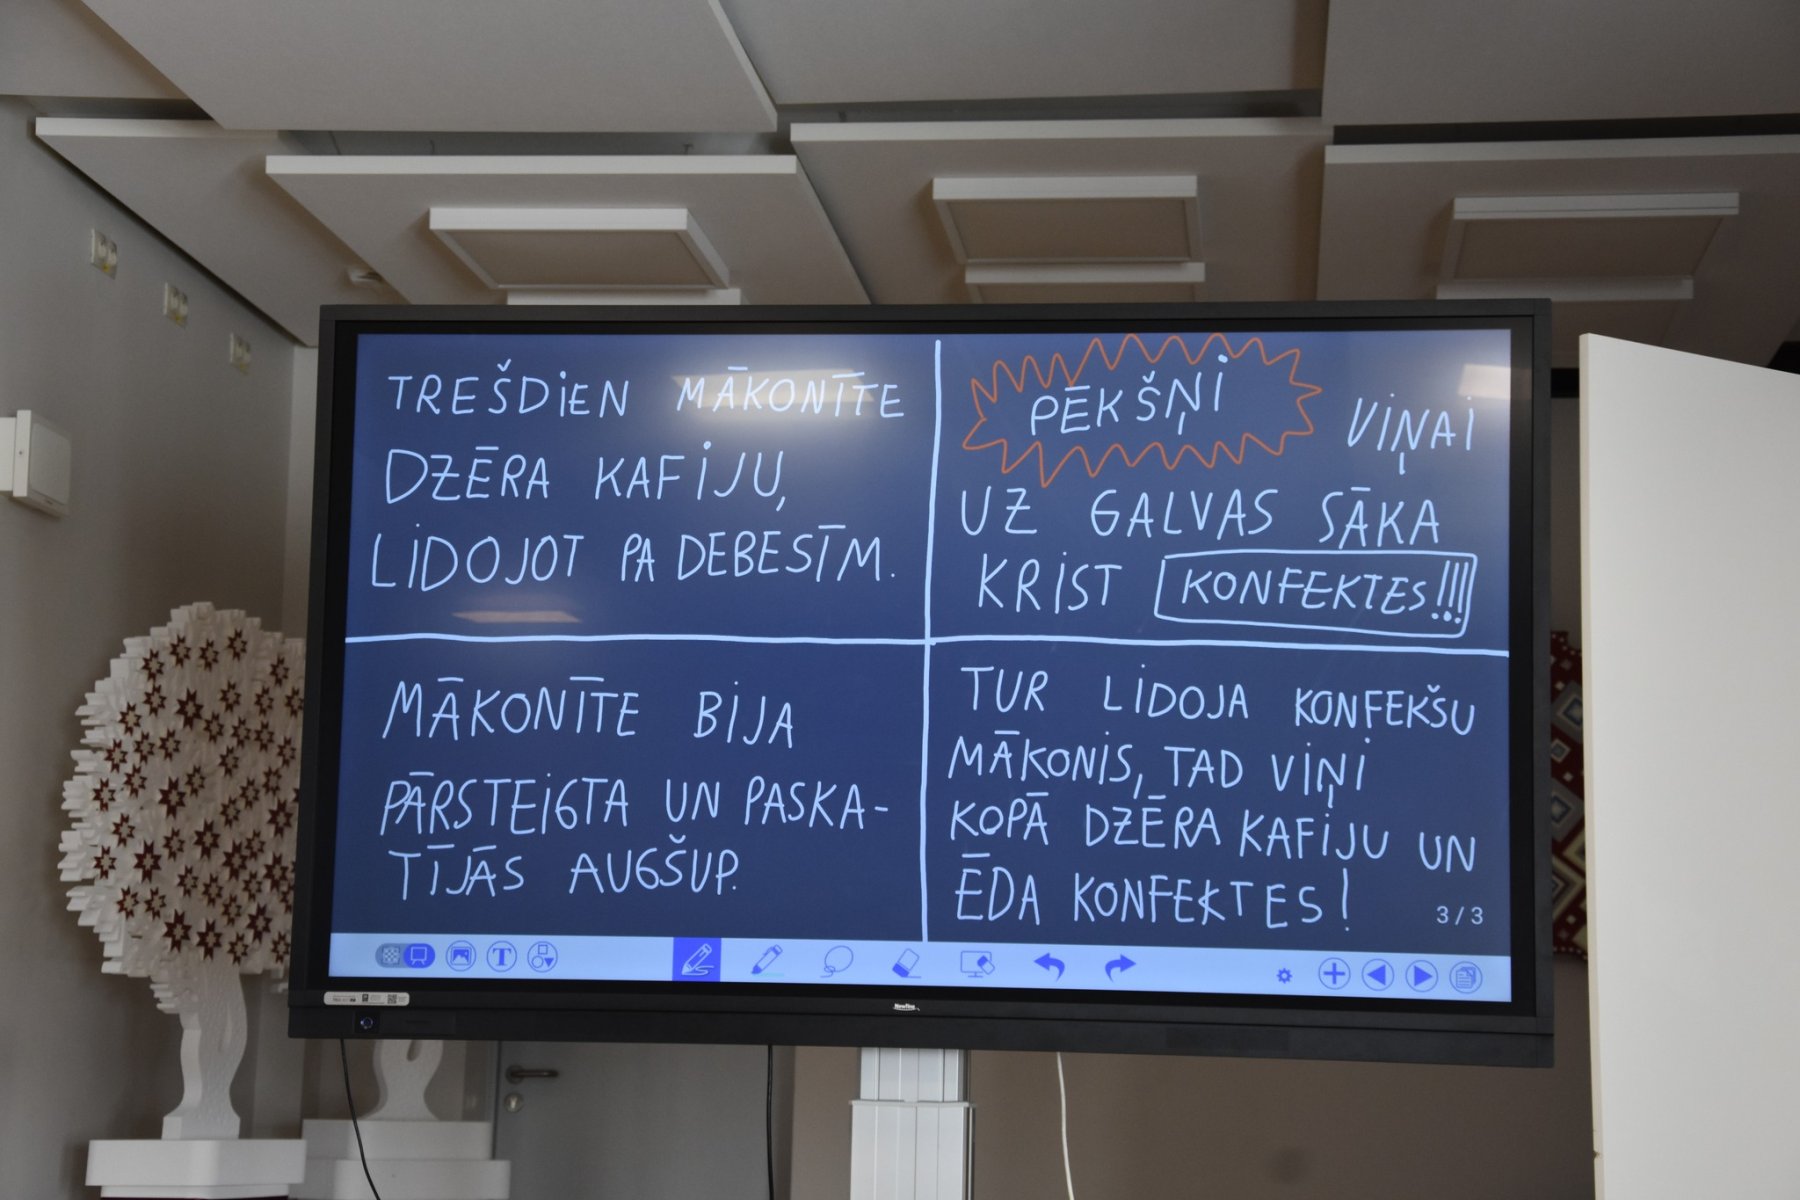 TREŠDIEN MĀKONĪTE
DZĒRA KAFIJU,
LIDOJOT PA DEBESĪM.
PĒKŠŅI VIŅAI
UZ GALVAS SĀKA
KRIST KONFEKTES!!!!
MĀKONĪTE BIJA
PĀRSTEIGTA UN PASKA-
TĪJĀS AUGŠUP.
TUR LIDOJA KONFEKŠU
MĀKONIS, TAD VIŅI
KOPĀ DZĒRA KAFIJU UN
ĒDA KONFEKTES!
3/3
T
Newline